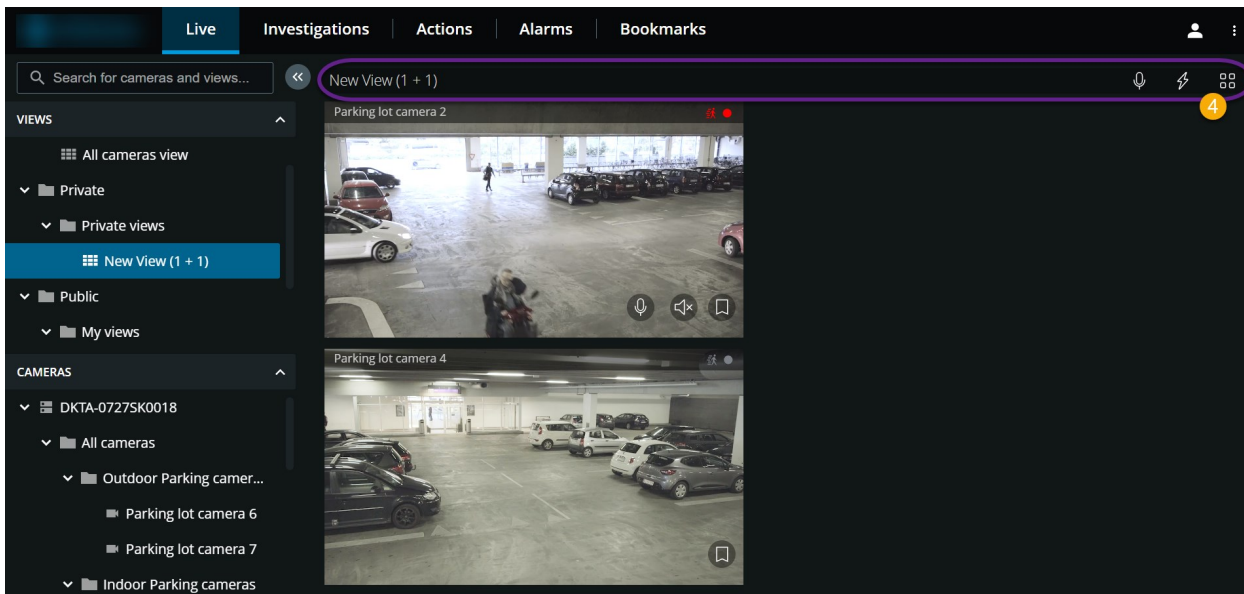 Live Investigations Actions Alarms Bookmarks
Search for cameras and views...
New View (1 + 1)
4
VIEWS
All cameras view
Private
Private views
New View (1 + 1)
Public
My views
CAMERAS
DKTA-0727SK0018
All cameras
Outdoor Parking camer...
Parking lot camera 6
Parking lot camera 7
Indoor Parking cameras
Parking lot camera 2
Parking lot camera 4